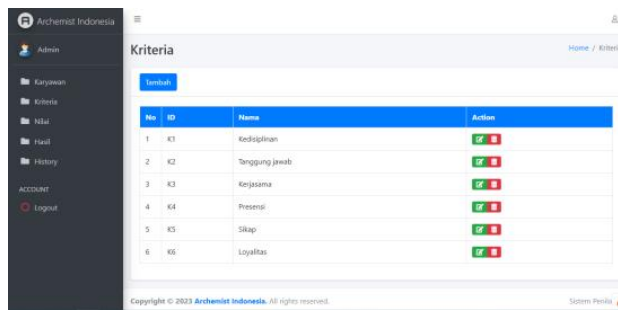 Archemist Indonesia
Admin
Karyawan
Kriteria
Nilai
Hasil
History
ACCOUNT
Logout
Kriteria
Home / Kriteri
Tambah
No ID Nama Action
1 K1 Kedisiplinan
2 K2 Tanggung jawab
3 K3 Kerjasama
4 K4 Presensi
5 K5 Sikap
6 K6 Loyalitas
Copyright © 2023 Archemist Indonesia. All rights reserved.
Sistem Penila